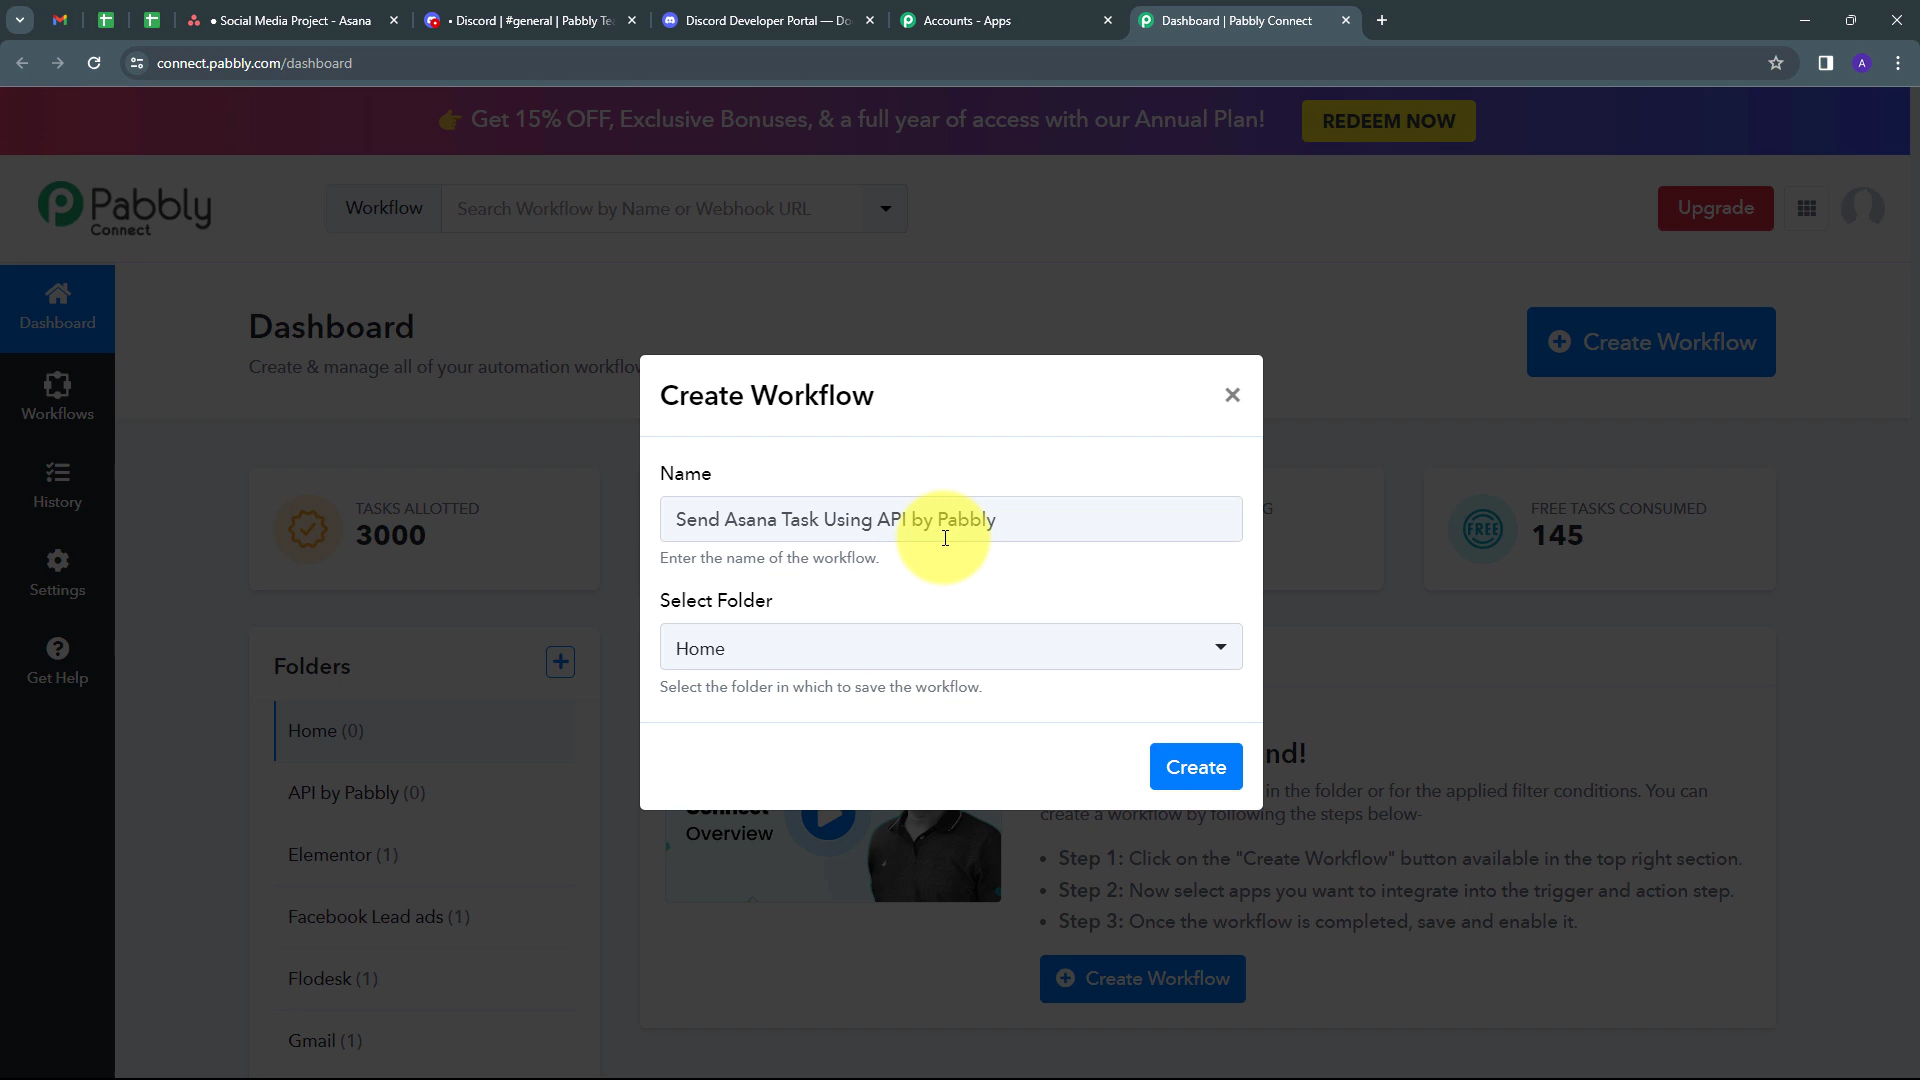 • Social Media Project - Asana
• Discord | #general | Pabbly Te
Discord Developer Portal — Do
Accounts - Apps
Dashboard | Pabbly Connect
connect.pabbly.com/dashboard
A
👉 Get 15% OFF, Exclusive Bonuses, & a full year of access with our Annual Plan!
REDEEM NOW
Pabbly
Connect
Workflow
Search Workflow by Name or Webhook URL
Upgrade
Dashboard
Workflows
History
Settings
Get Help
Dashboard
Create & manage all of your automation workflo
Create Workflow
TASKS ALLOTTED
3000
G
FREE
FREE TASKS CONSUMED
145
Folders
Home (0)
API by Pabbly (0)
Elementor (1)
Facebook Lead ads (1)
Flodesk (1)
Gmail (1)
Create Workflow
Name
Send Asana Task Using API by Pabbly
Enter the name of the workflow.
Select Folder
Home
Select the folder in which to save the workflow.
Create
Connect
Overview
nd!
in the folder or for the applied filter conditions. You can
create a workflow by following the steps below-
• Step 1: Click on the "Create Workflow" button available in the top right section.
• Step 2: Now select apps you want to integrate into the trigger and action step.
• Step 3: Once the workflow is completed, save and enable it.
Create Workflow